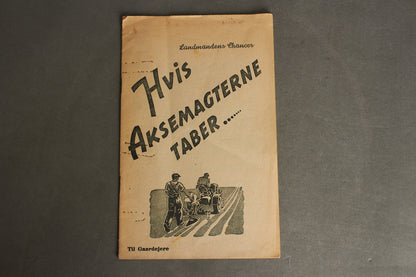 Landmandens Chancer
Hvis
AKSEMAGTERNE
TABER.......
Til Gaardejere